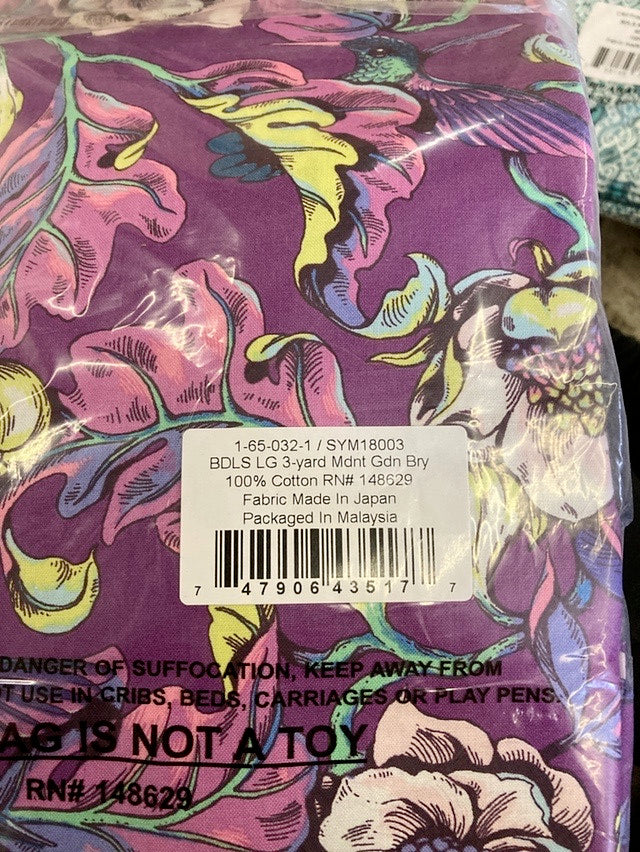 1-65-032-1 / SYM18003
BDLS LG 3-yard Mdnt Gdn Bry
100% Cotton RN# 148629
Fabric Made In Japan
Packaged In Malaysia
7 47906 43517 7
DANGER OF SUFFOCATION, KEEP AWAY FROM
T USE IN CRIBS, BEDS, CARRIAGES OR PLAY PENS.
AG IS NOT A TOY
RN# 148629